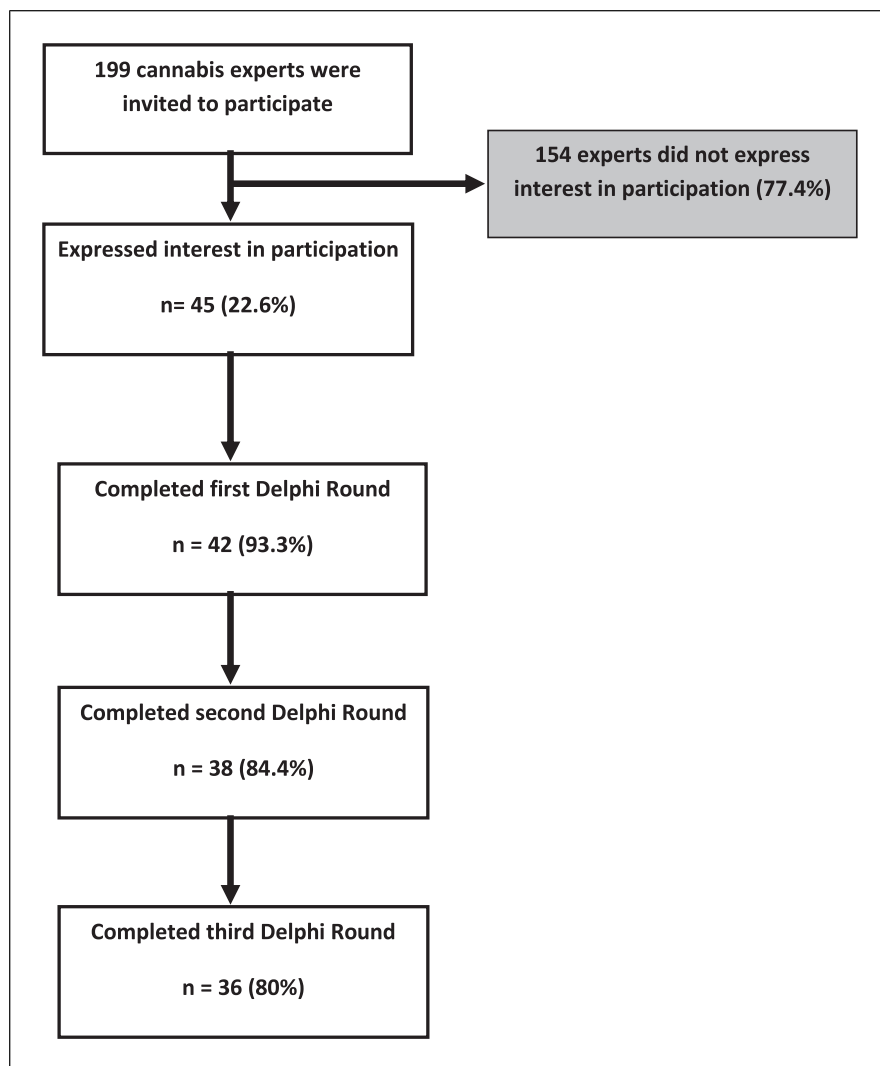 199 cannabis experts were
invited to participate
154 experts did not express
interest in participation (77.4%)
Expressed interest in participation
n= 45 (22.6%)
Completed first Delphi Round
n = 42 (93.3%)
Completed second Delphi Round
n = 38 (84.4%)
Completed third Delphi Round
n = 36 (80%)